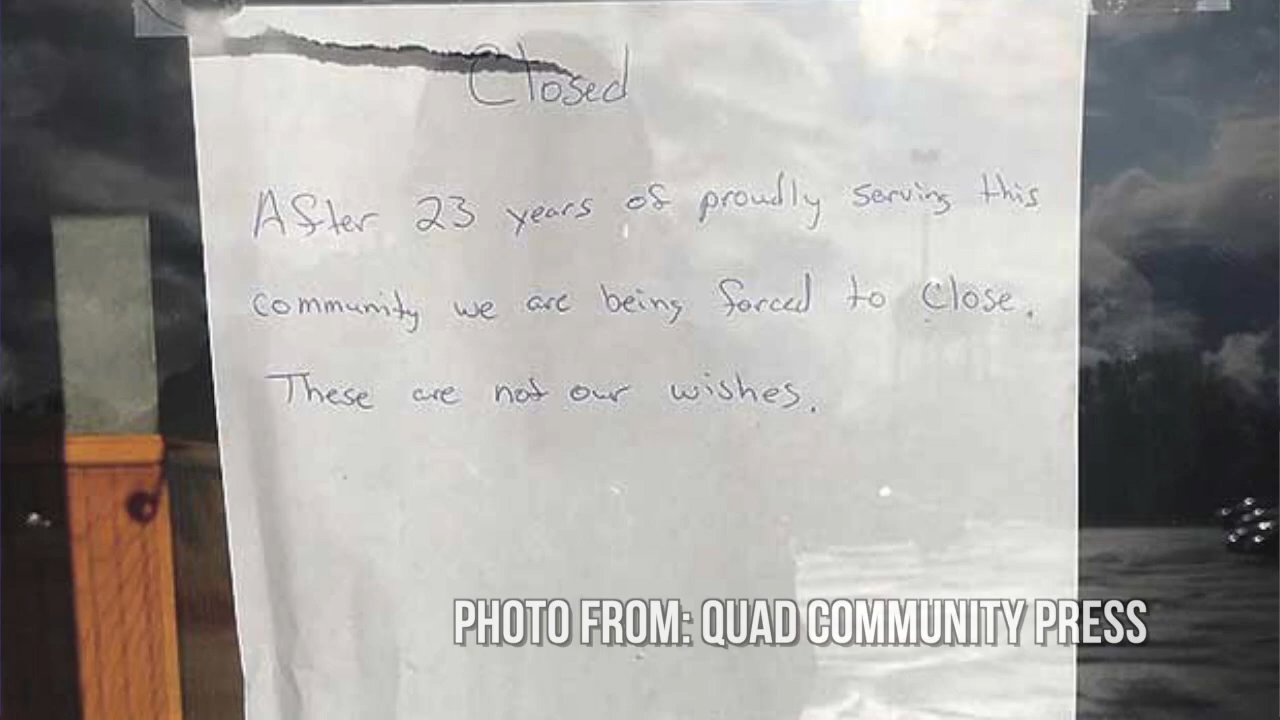 Closed
After 23 years of proudly serving this
community we are being forced to close.
These are not our wishes.
PHOTO FROM: QUAD COMMUNITY PRESS